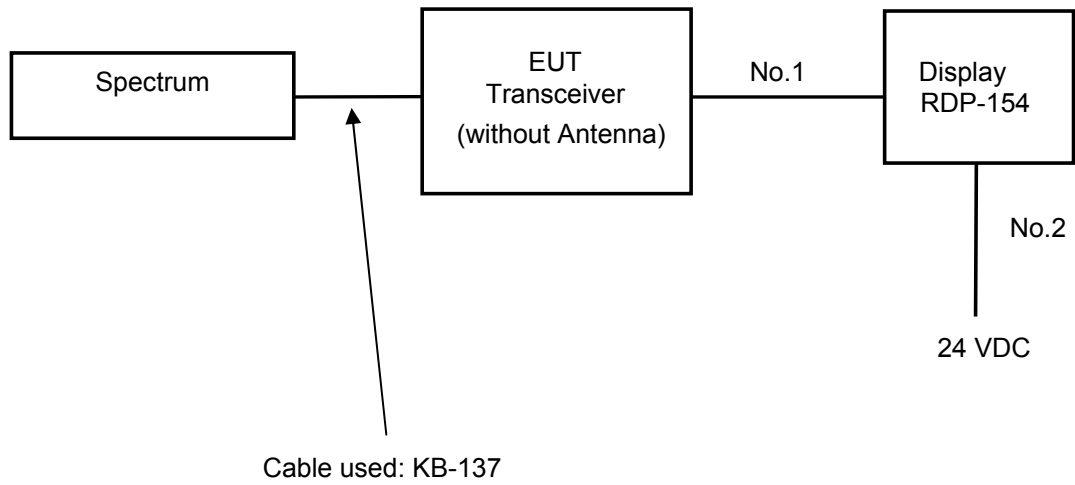 Spectrum
EUT
Transceiver
(without Antenna)
No.1
Display
RDP-154
No.2
24 VDC
Cable used: KB-137